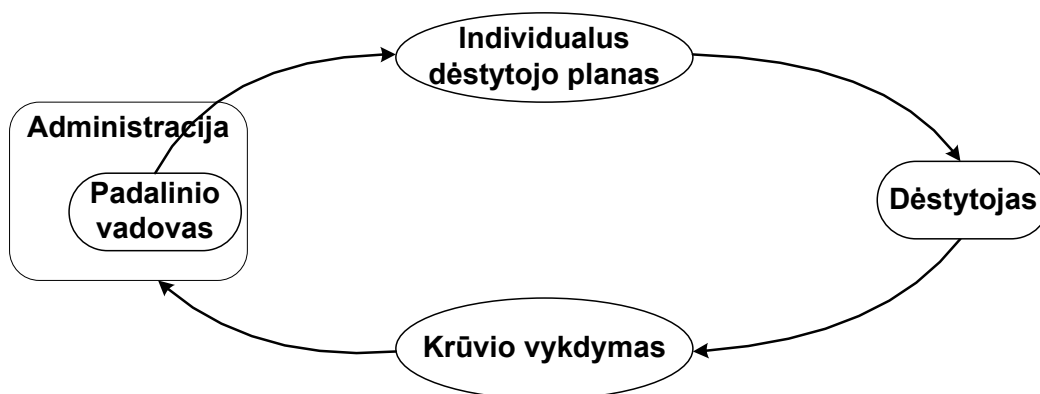 Individualus
dėstytojo planas
Administracija
Padalinio
vadovas
Dėstytojas
Krūvio vykdymas